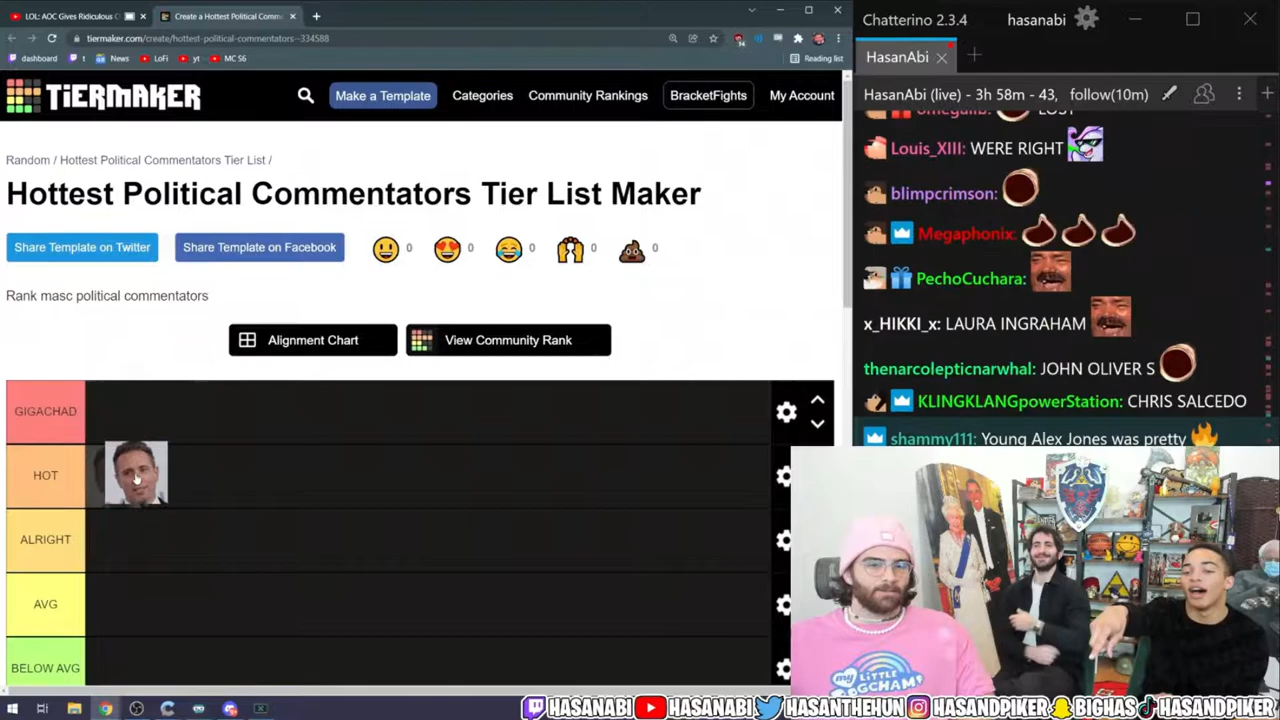 LOL: AOC Gives Ridiculous
Create a Hottest Political Comm
tiermaker.com/create/hottest-political-commentators--334588
dashboard
t
News
LoFi
yt
MC S6
Reading list
TiERMAKER
Make a Template
Categories
Community Rankings
BracketFights
My Account
Random / Hottest Political Commentators Tier List /
Hottest Political Commentators Tier List Maker
Share Template on Twitter
Share Template on Facebook
0
0
0
0
0
Rank masc political commentators
Alignment Chart
View Community Rank
GIGACHAD
HOT
ALRIGHT
AVG
BELOW AVG
Chatterino 2.3.4
hasanabi
HasanAbi
HasanAbi (live) - 3h 58m - 43,
follow(10m)
omegalib: LOST
Louis_XIII: WERE RIGHT
blimpcrimson:
Megaphonix:
PechoCuchara:
x_HIKKI_x: LAURA INGRAHAM
thenarcolepticnarwhal: JOHN OLIVER S
KLINGKLANGpowerStation: CHRIS SALCEDO
shammy111: Young Alex Jones was pretty
my LiTTLE
POGCHAMP
HASANABI
HASANABI
HASANTHEHUN
HASANDPIKER
BIGHAS
HASANDPIKER